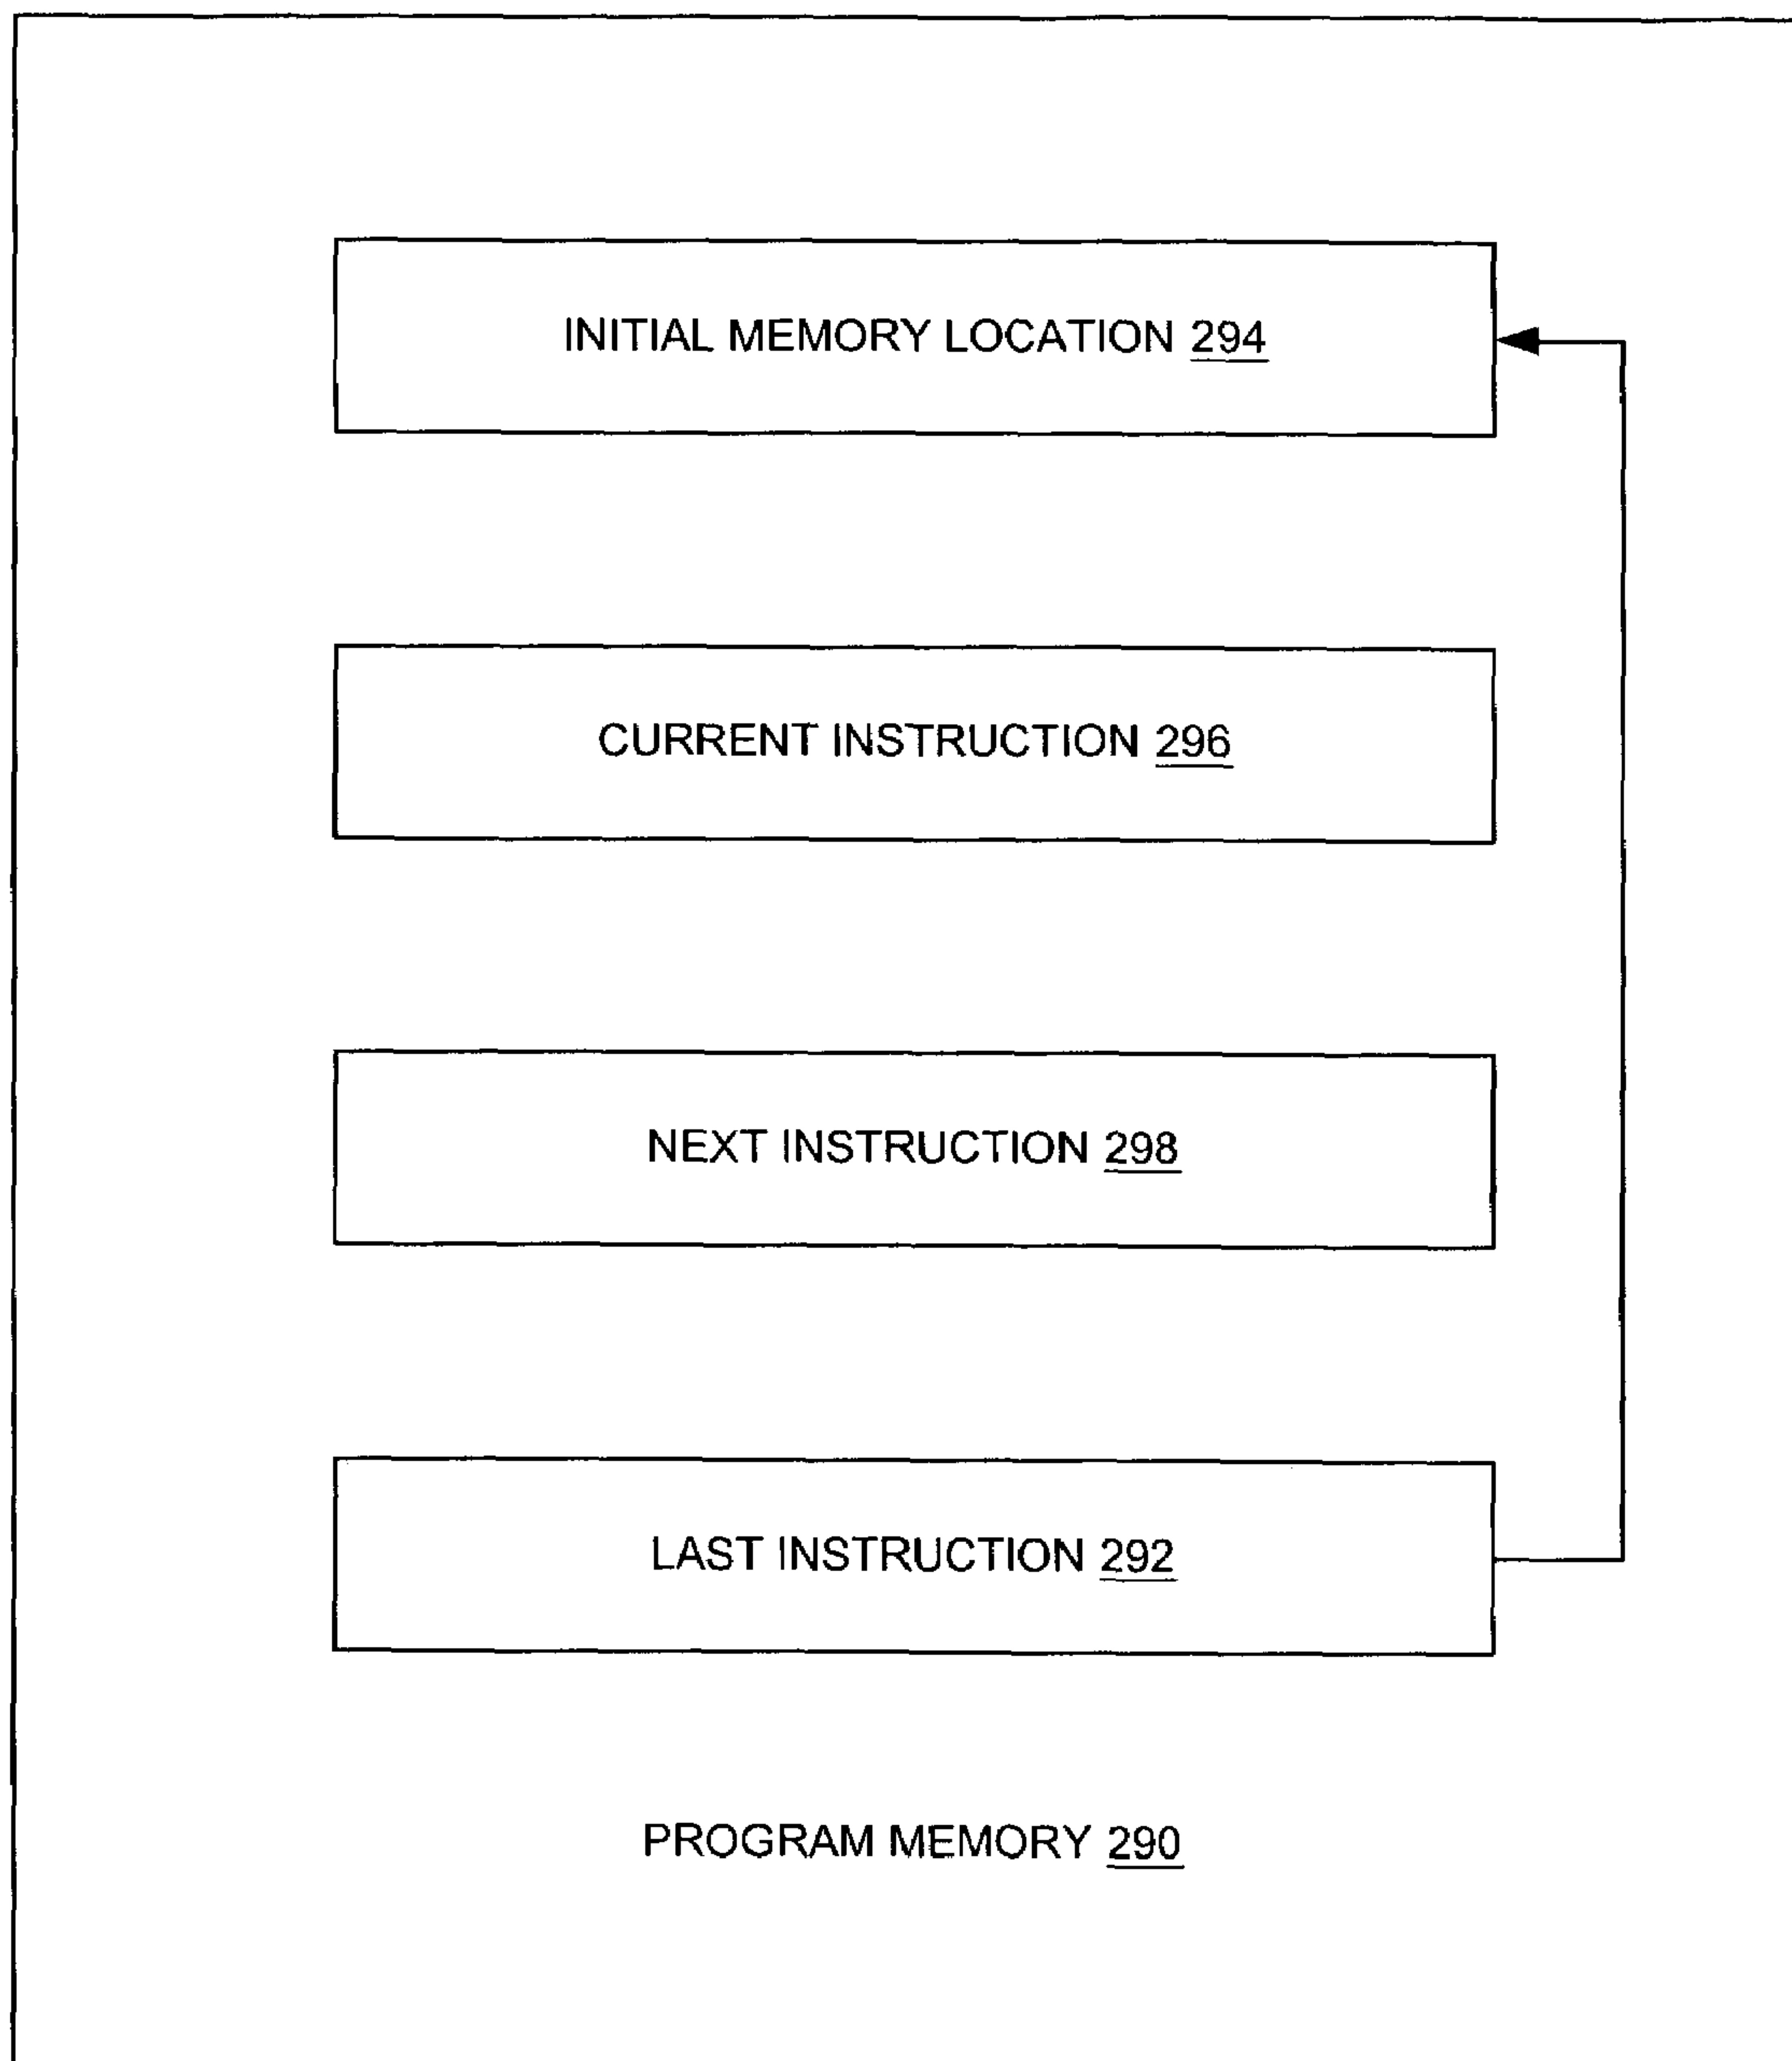 INITIAL MEMORY LOCATION 294
CURRENT INSTRUCTION 296
NEXT INSTRUCTION 298
LAST INSTRUCTION 292
PROGRAM MEMORY 290